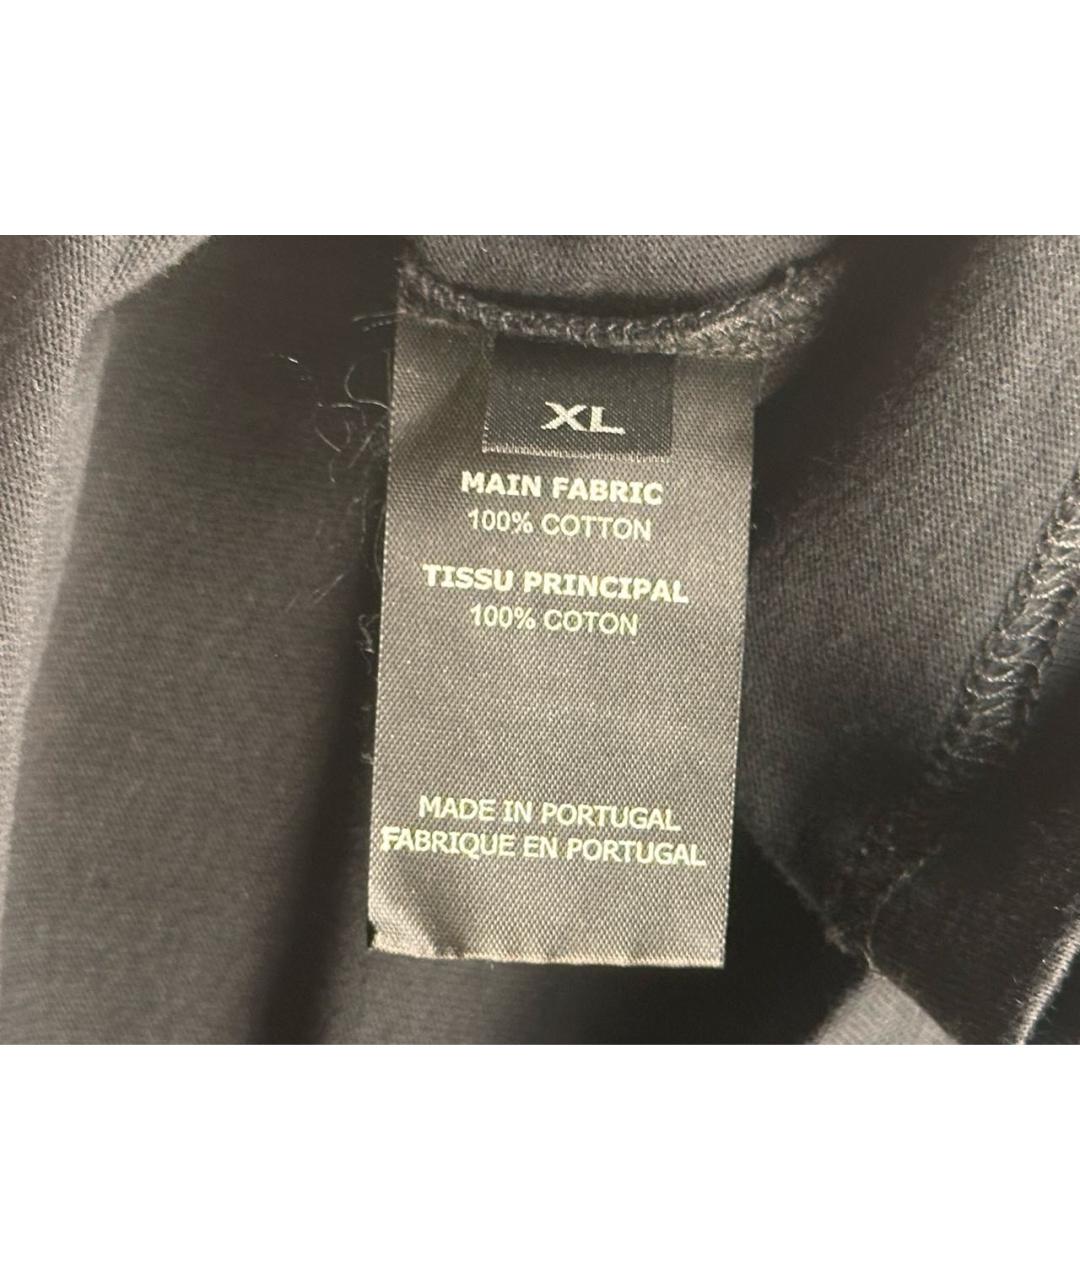 XL
MAIN FABRIC
100% COTTON
TISSU PRINCIPAL
100% COTON
MADE IN PORTUGAL
FABRIQUE EN PORTUGAL